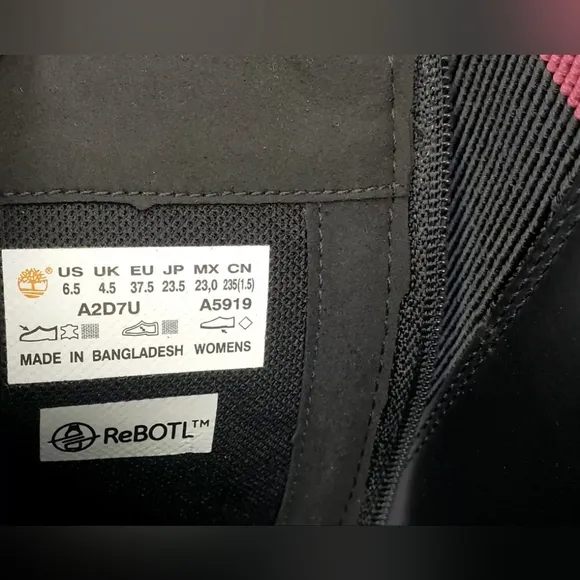 US UK EU JP MX CN
6.5 4.5 37.5 23.5 23,0 235(1.5)
A2D7U A5919
MADE IN BANGLADESH WOMENS
ReBOTL™